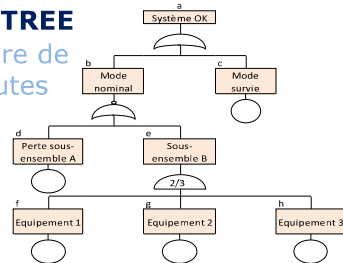 TREE
re de
utes
a
Système OK
b
Mode
nominal
c
Mode
survie
d
Perte sous-
ensemble A
e
Sous-
ensemble B
2/3
f
Equipement 1
g
Equipement 2
h
Equipement 3